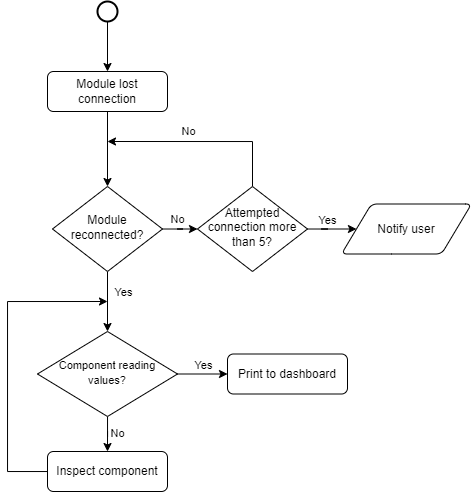 Module lost
connection
No
Module
reconnected?
No
Attempted
connection more
than 5?
Yes
Notify user
Yes
Component reading
values?
Yes
Print to dashboard
No
Inspect component